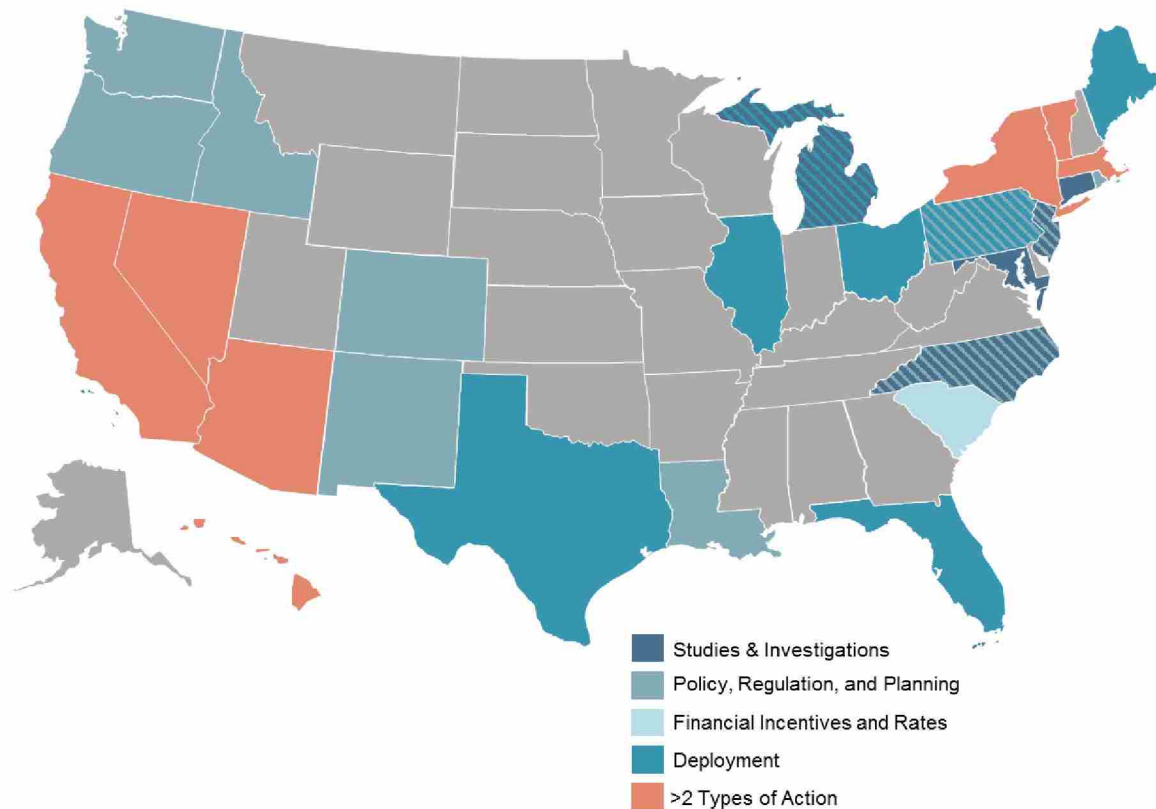 Studies & Investigations
Policy, Regulation, and Planning
Financial Incentives and Rates
Deployment
>2 Types of Action